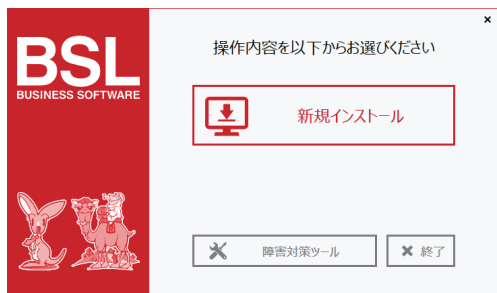 BSL
BUSINESS SOFTWARE
×
操作内容を以下からお選びください
新規インストール
障害対策ツール
✖ 終了